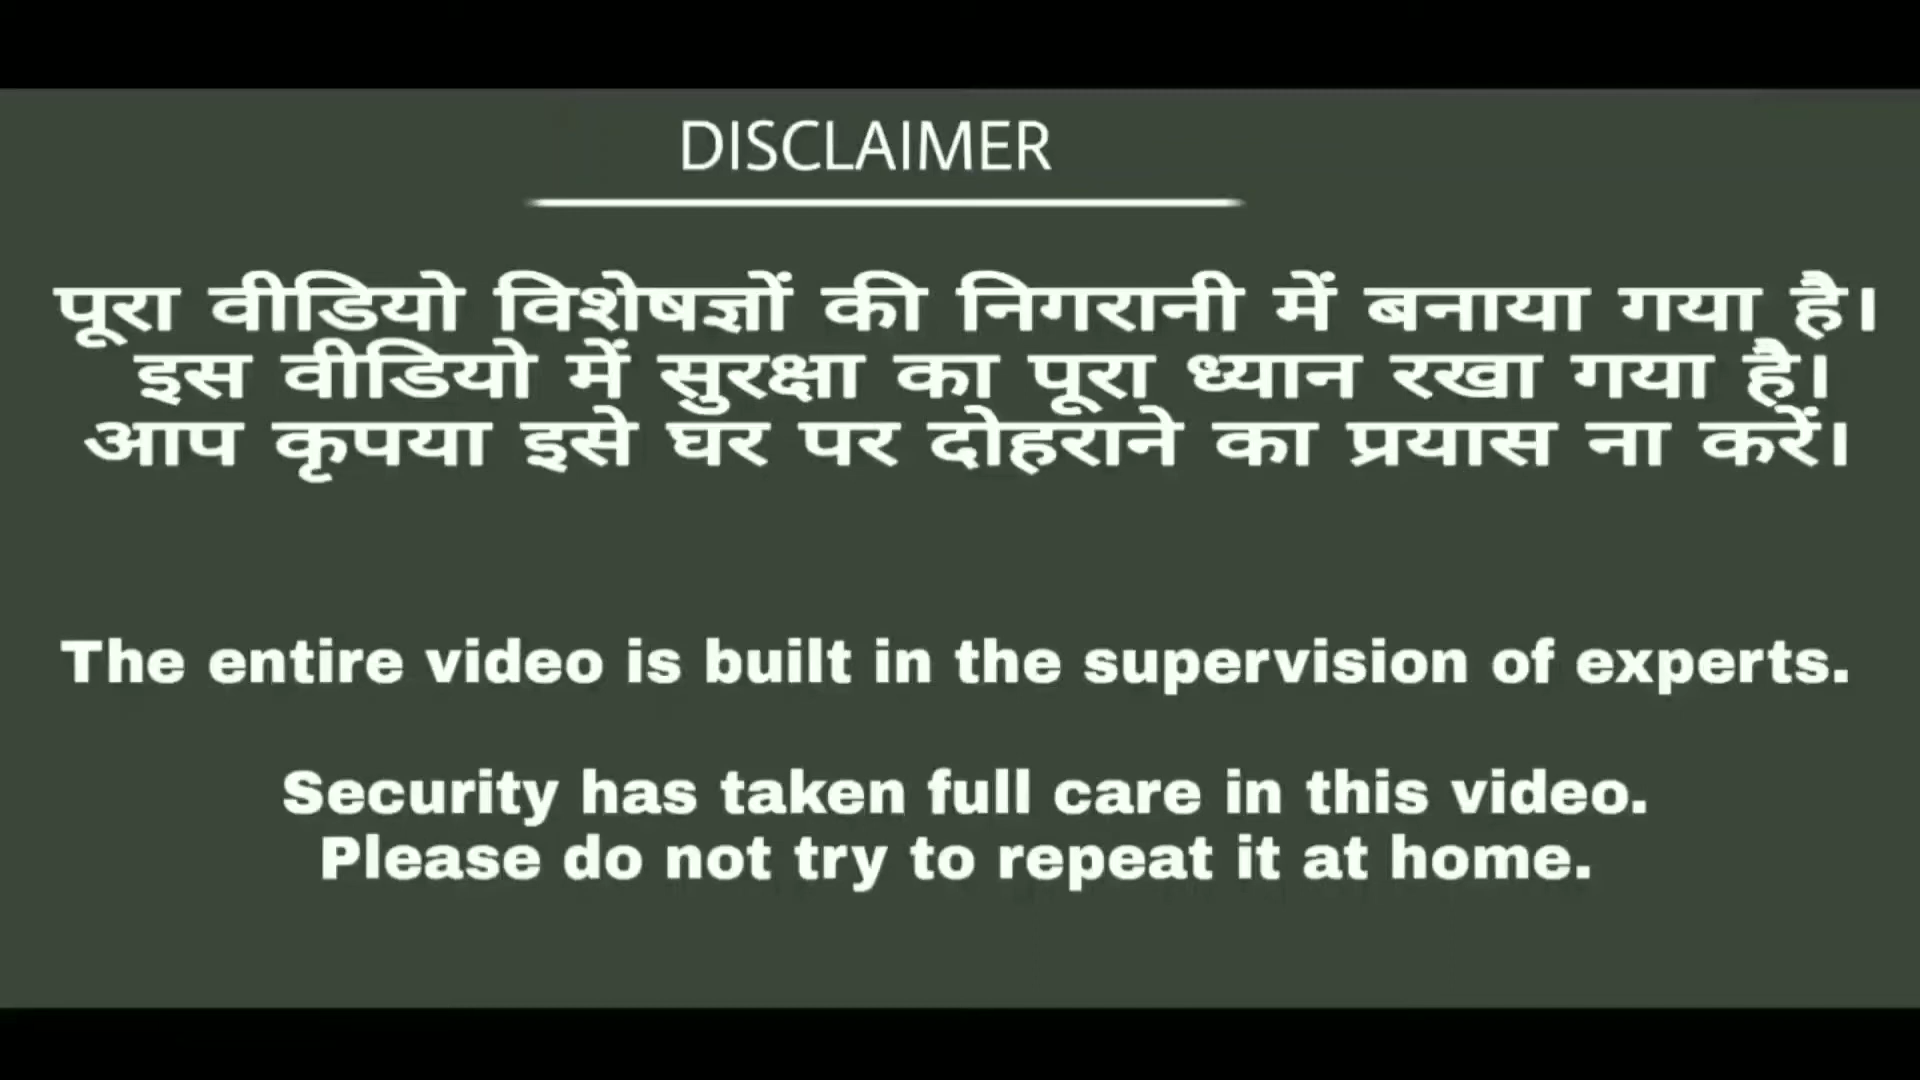 DISCLAIMER
पूरा वीडियो विशेषज्ञों की निगरानी में बनाया गया है।
इस वीडियो में सुरक्षा का पूरा ध्यान रखा गया है।
आप कृपया इसे घर पर दोहराने का प्रयास ना करें।
The entire video is built in the supervision of experts.
Security has taken full care in this video.
Please do not try to repeat it at home.